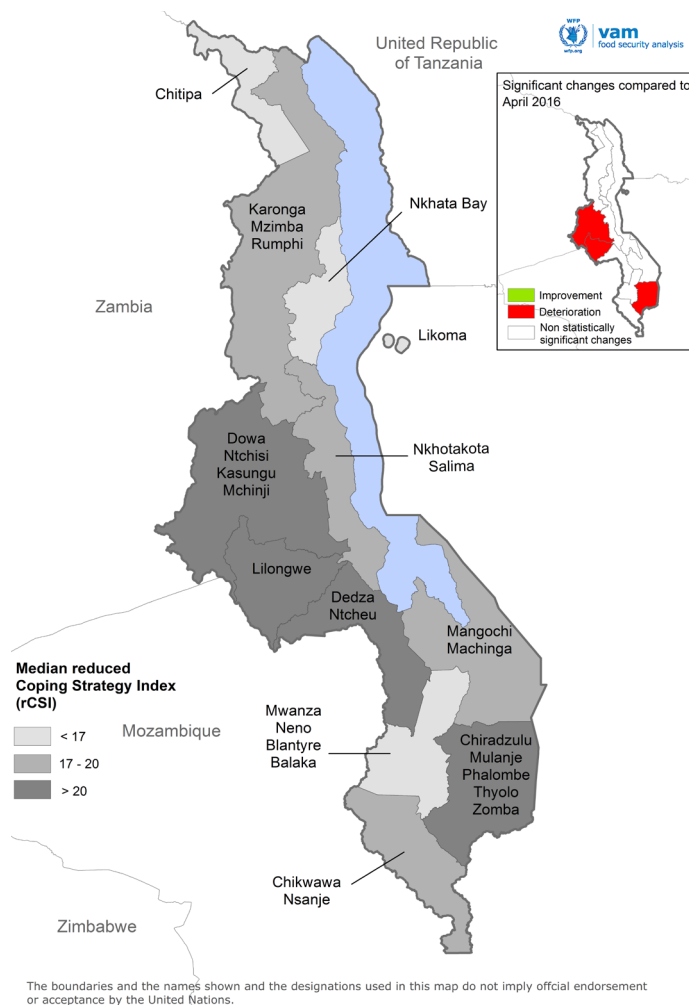 WFP
wfp.org
vam
food security analysis
United Republic
of Tanzania
Significant changes compared to
April 2016
Improvement
Deterioration
Non statistically
significant changes
Chitipa
Karonga
Mzimba
Rumphi
Nkhata Bay
Zambia
Likoma
Dowa
Ntchisi
Kasungu
Mchinji
Nkhotakota
Salima
Lilongwe
Dedza
Ntcheu
Mangochi
Machinga
Median reduced
Coping Strategy Index
(rCSI)
< 17
17 - 20
> 20
Mozambique
Mwanza
Neno
Blantyre
Balaka
Chiradzulu
Mulanje
Phalombe
Thyolo
Zomba
Chikwawa
Nsanje
Zimbabwe
The boundaries and the names shown and the designations used in this map do not imply offcial endorsement
or acceptance by the United Nations.